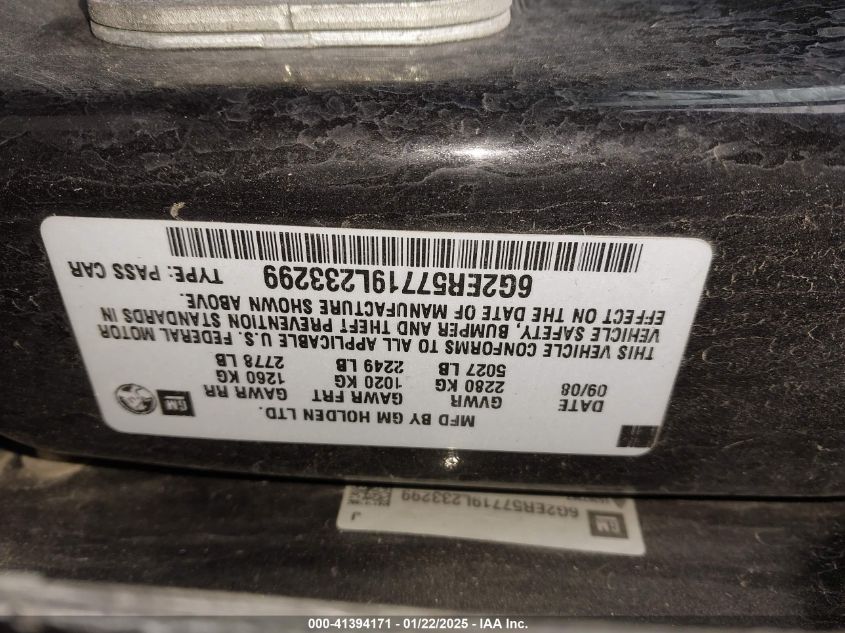 MFD BY GM HOLDEN LTD.
GM
DATE GVWR GAWR FRT GAWR RR
09/08 2280 KG 1020 KG 1260 KG
5027 LB 2249 LB 2778 LB
THIS VEHICLE CONFORMS TO ALL APPLICABLE U.S. FEDERAL MOTOR
VEHICLE SAFETY, BUMPER AND THEFT PREVENTION STANDARDS IN
EFFECT ON THE DATE OF MANUFACTURE SHOWN ABOVE.
6G2ER57719L233299 TYPE: PASS CAR
J
GM
6G2ER57719L233299
000-41394171 - 01/22/2025 - IAA Inc.